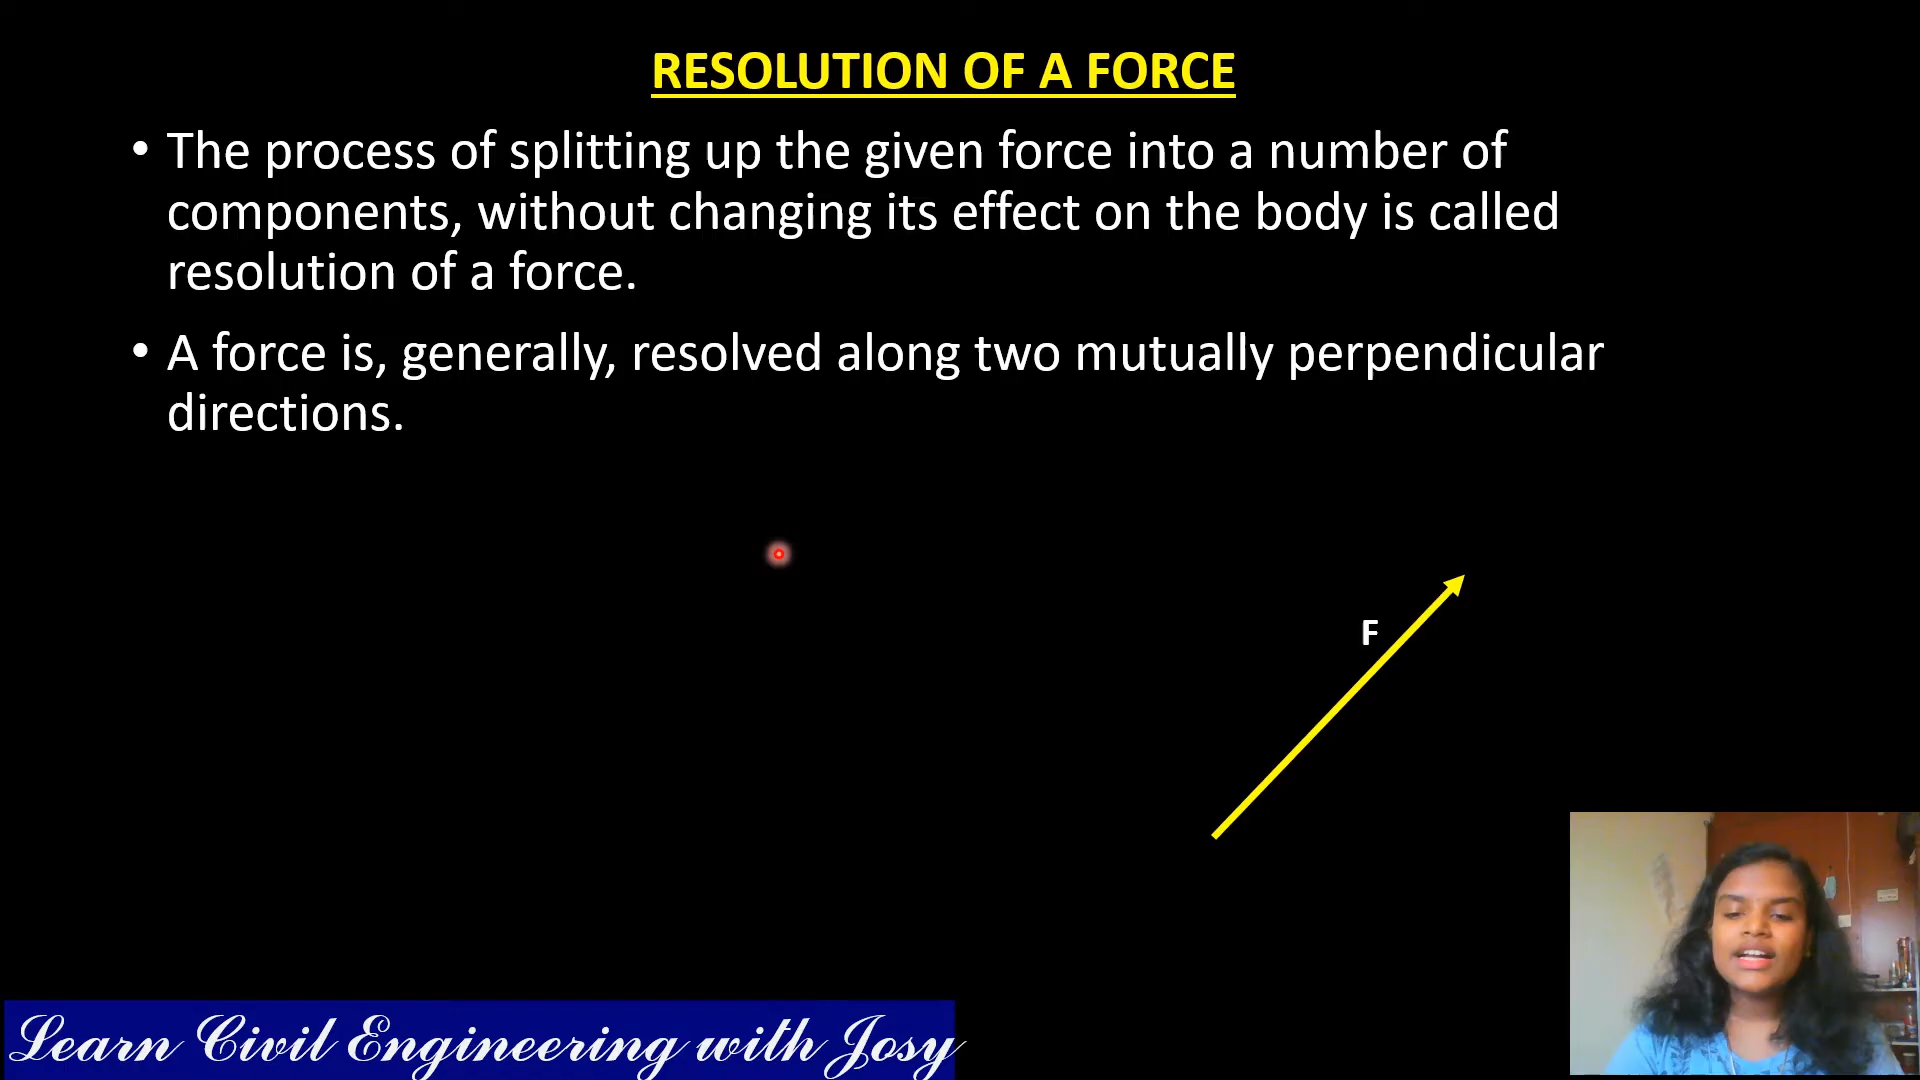 RESOLUTION OF A FORCE
• The process of splitting up the given force into a number of
components, without changing its effect on the body is called
resolution of a force.
• A force is, generally, resolved along two mutually perpendicular
directions.
F
Learn Civil Engineering with Josy